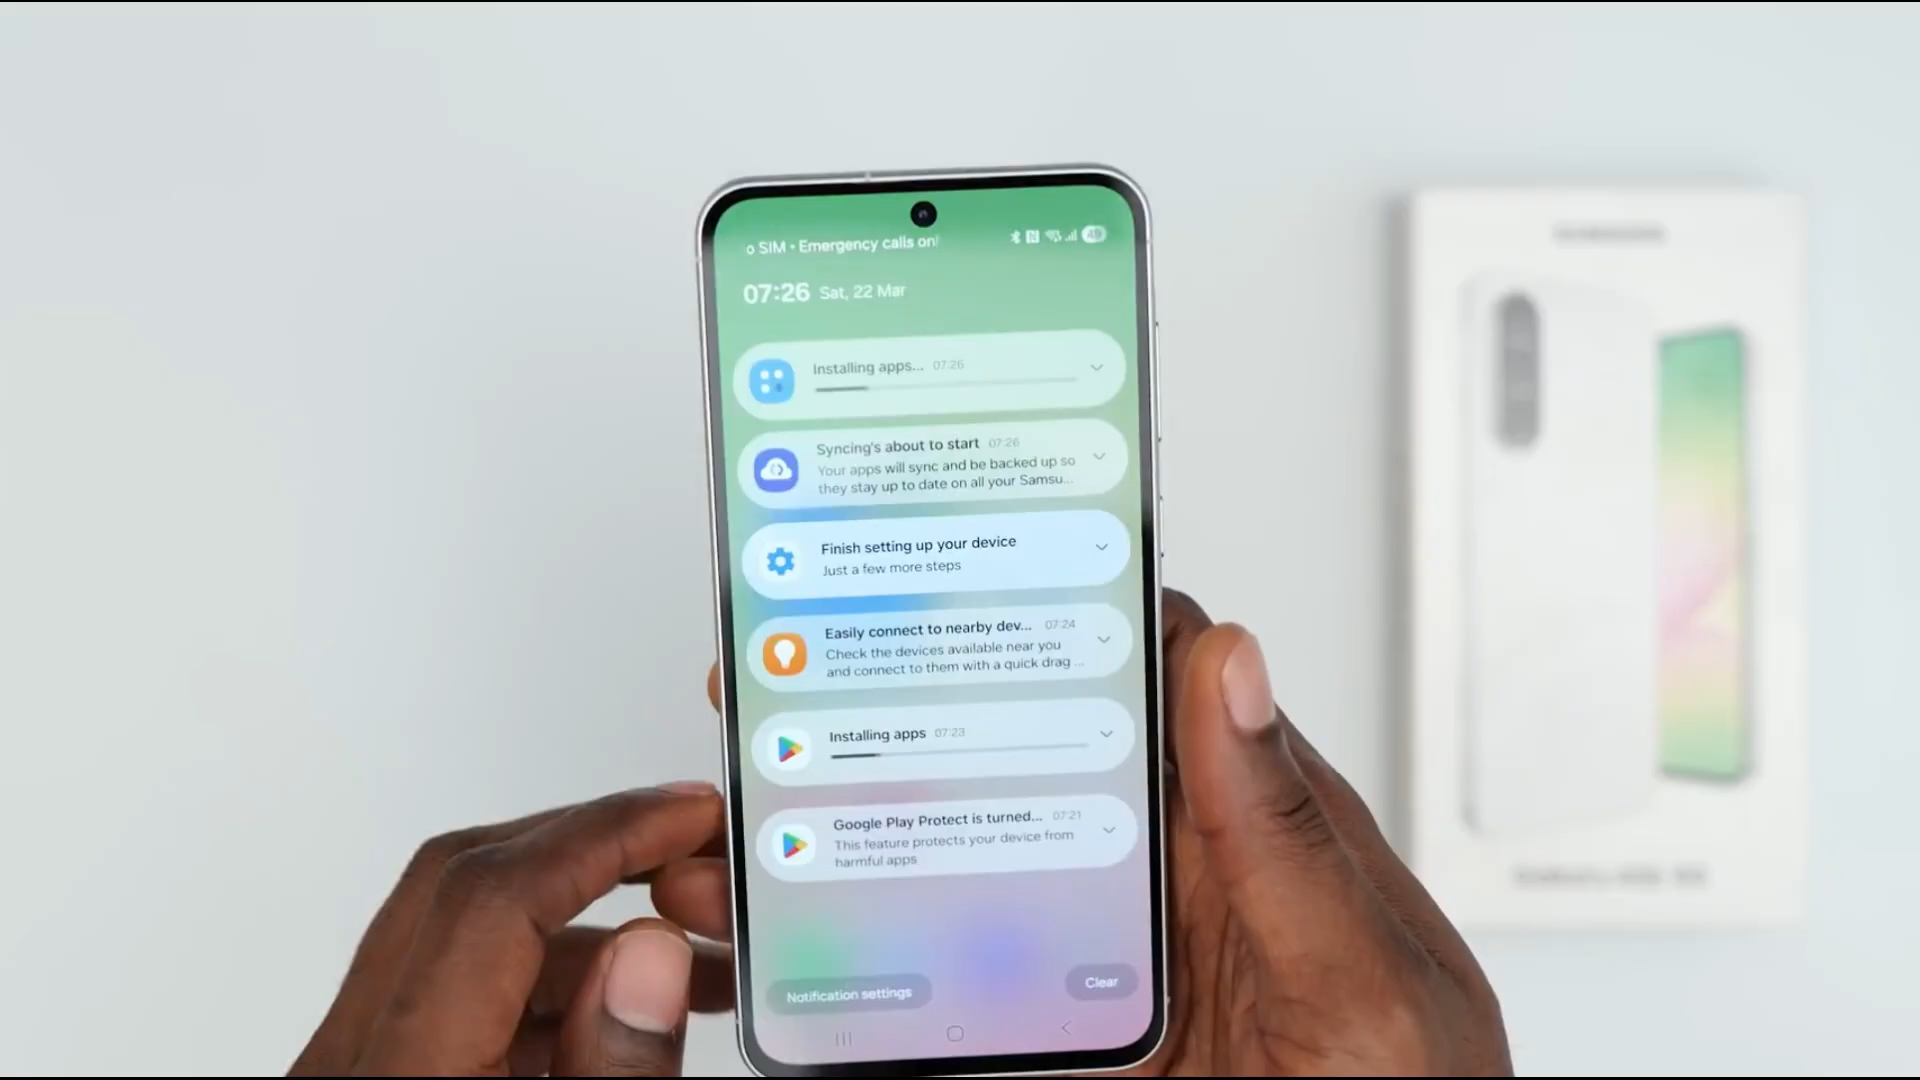 o SIM • Emergency calls on
49
07:26 Sat, 22 Mar
Installing apps... 07:26
Syncing's about to start 07:26
Your apps will sync and be backed up so
they stay up to date on all your Samsu...
Finish setting up your device
Just a few more steps
Easily connect to nearby dev... 07:24
Check the devices available near you
and connect to them with a quick drag ...
Installing apps 07:23
Google Play Protect is turned... 07:21
This feature protects your device from
harmful apps
Notification settings
Clear
SAMSUNG